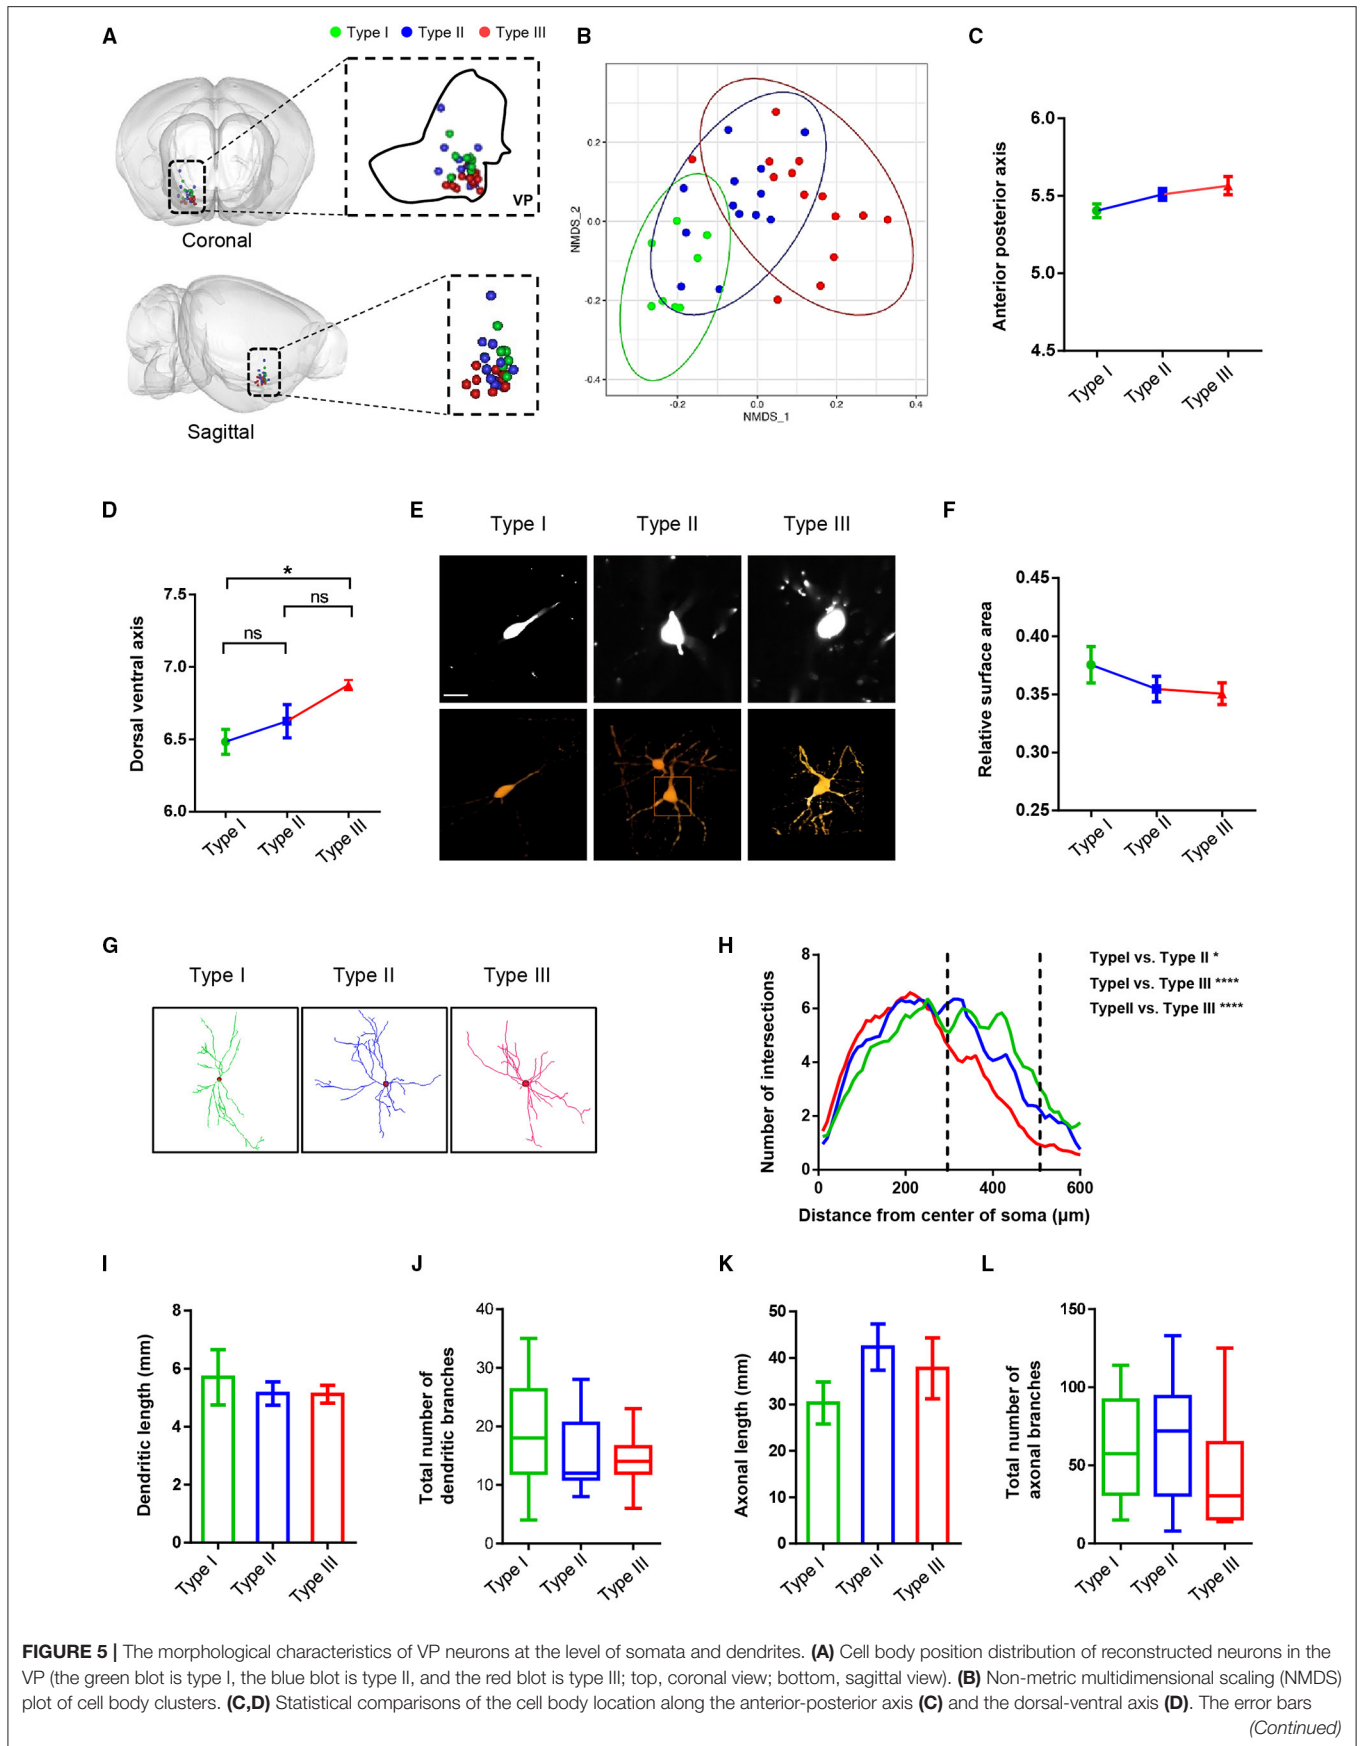 A
Type I Type II Type III
VP
Coronal
Sagittal
B
NMDS_2
0.2
0.0
-0.2
-0.4
-0.2 0.0 0.2 0.4
NMDS_1
C
Anterior posterior axis
6.0
5.5
5.0
4.5
Type I Type II Type III
D
Dorsal ventral axis
7.5
7.0
6.5
6.0
*
ns
ns
Type I Type II Type III
E
Type I Type II Type III
F
Relative surface area
0.45
0.40
0.35
0.30
0.25
Type I Type II Type III
G
Type I Type II Type III
H
Number of intersections
8
6
4
2
0
0 200 400 600
Distance from center of soma (µm)
TypeI vs. Type II *
TypeI vs. Type III ****
TypeII vs. Type III ****
I
Dendritic length (mm)
8
6
4
2
0
Type I Type II Type III
J
Total number of
dendritic branches
40
30
20
10
0
Type I Type II Type III
K
Axonal length (mm)
50
40
30
20
10
0
Type I Type II Type III
L
Total number of
axonal branches
150
100
50
0
Type I Type II Type III
FIGURE 5 | The morphological characteristics of VP neurons at the level of somata and dendrites. (A) Cell body position distribution of reconstructed neurons in the
VP (the green blot is type I, the blue blot is type II, and the red blot is type III; top, coronal view; bottom, sagittal view). (B) Non-metric multidimensional scaling (NMDS)
plot of cell body clusters. (C,D) Statistical comparisons of the cell body location along the anterior-posterior axis (C) and the dorsal-ventral axis (D). The error bars
(Continued)